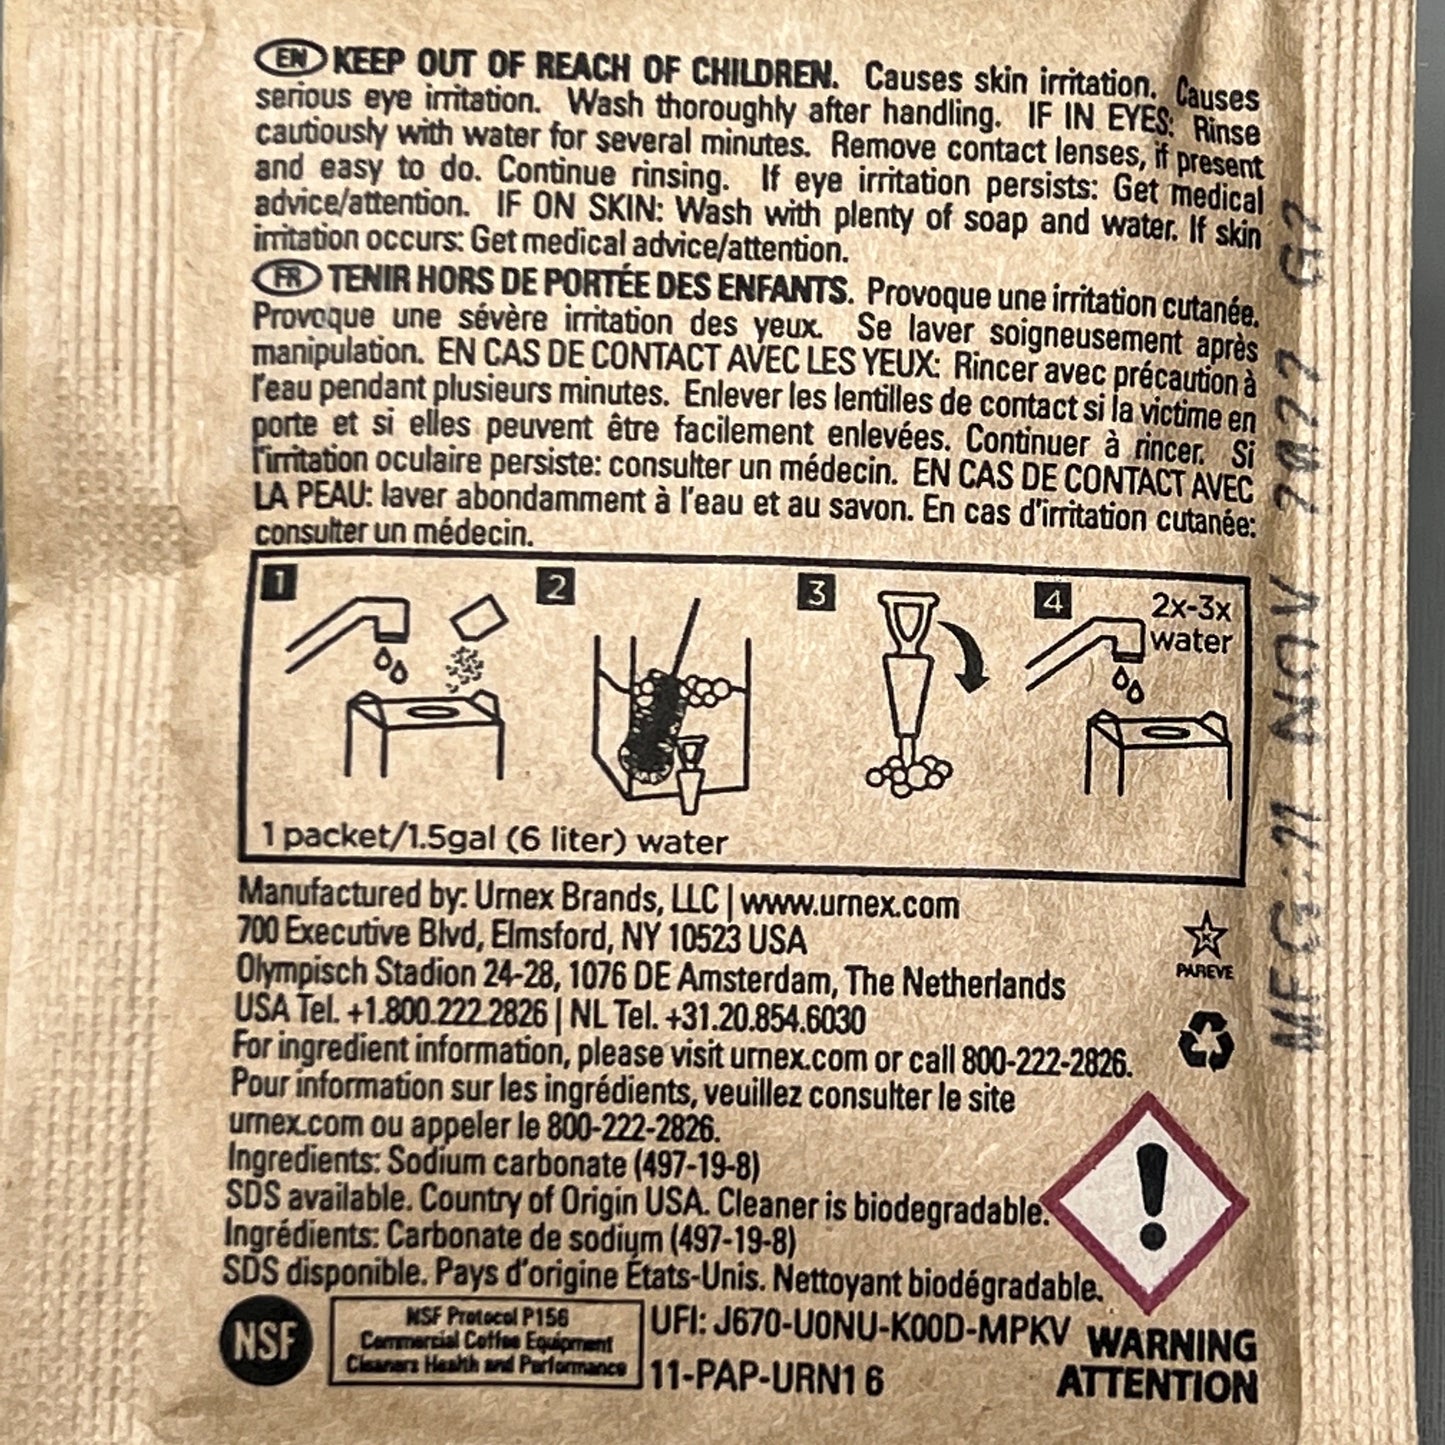 EN KEEP OUT OF REACH OF CHILDREN. Causes skin irritation. Causes
serious eye irritation. Wash thoroughly after handling. IF IN EYES: Rinse
cautiously with water for several minutes. Remove contact lenses, if present
and easy to do. Continue rinsing. If eye irritation persists: Get medical
advice/attention. IF ON SKIN: Wash with plenty of soap and water. If skin
irritation occurs: Get medical advice/attention.
FR TENIR HORS DE PORTÉE DES ENFANTS. Provoque une irritation cutanée.
Provoque une sévère irritation des yeux. Se laver soigneusement après
manipulation. EN CAS DE CONTACT AVEC LES YEUX: Rincer avec précaution à
l'eau pendant plusieurs minutes. Enlever les lentilles de contact si la victime en
porte et si elles peuvent être facilement enlevées. Continuer à rincer. Si
l'irritation oculaire persiste: consulter un médecin. EN CAS DE CONTACT AVEC
LA PEAU: laver abondamment à l'eau et au savon. En cas d'irritation cutanée:
consulter un médecin.
1
2
3
4
2x-3x
water
1 packet/1.5gal (6 liter) water
Manufactured by: Urnex Brands, LLC | www.urnex.com
700 Executive Blvd, Elmsford, NY 10523 USA
Olympisch Stadion 24-28, 1076 DE Amsterdam, The Netherlands
USA Tel. +1.800.222.2826 | NL Tel. +31.20.854.6030
For ingredient information, please visit urnex.com or call 800-222-2826.
Pour information sur les ingrédients, veuillez consulter le site
urnex.com ou appeler le 800-222-2826.
Ingredients: Sodium carbonate (497-19-8)
SDS available. Country of Origin USA. Cleaner is biodegradable.
Ingrédients: Carbonate de sodium (497-19-8)
SDS disponible. Pays d'origine États-Unis. Nettoyant biodégradable.
K
PAREVE
NSF
NSF Protocol P156
Commercial Coffee Equipment
Cleaners Health and Performance
UFI: J670-U0NU-K00D-MPKV
11-PAP-URN1 6
WARNING
ATTENTION
MFG: NOV